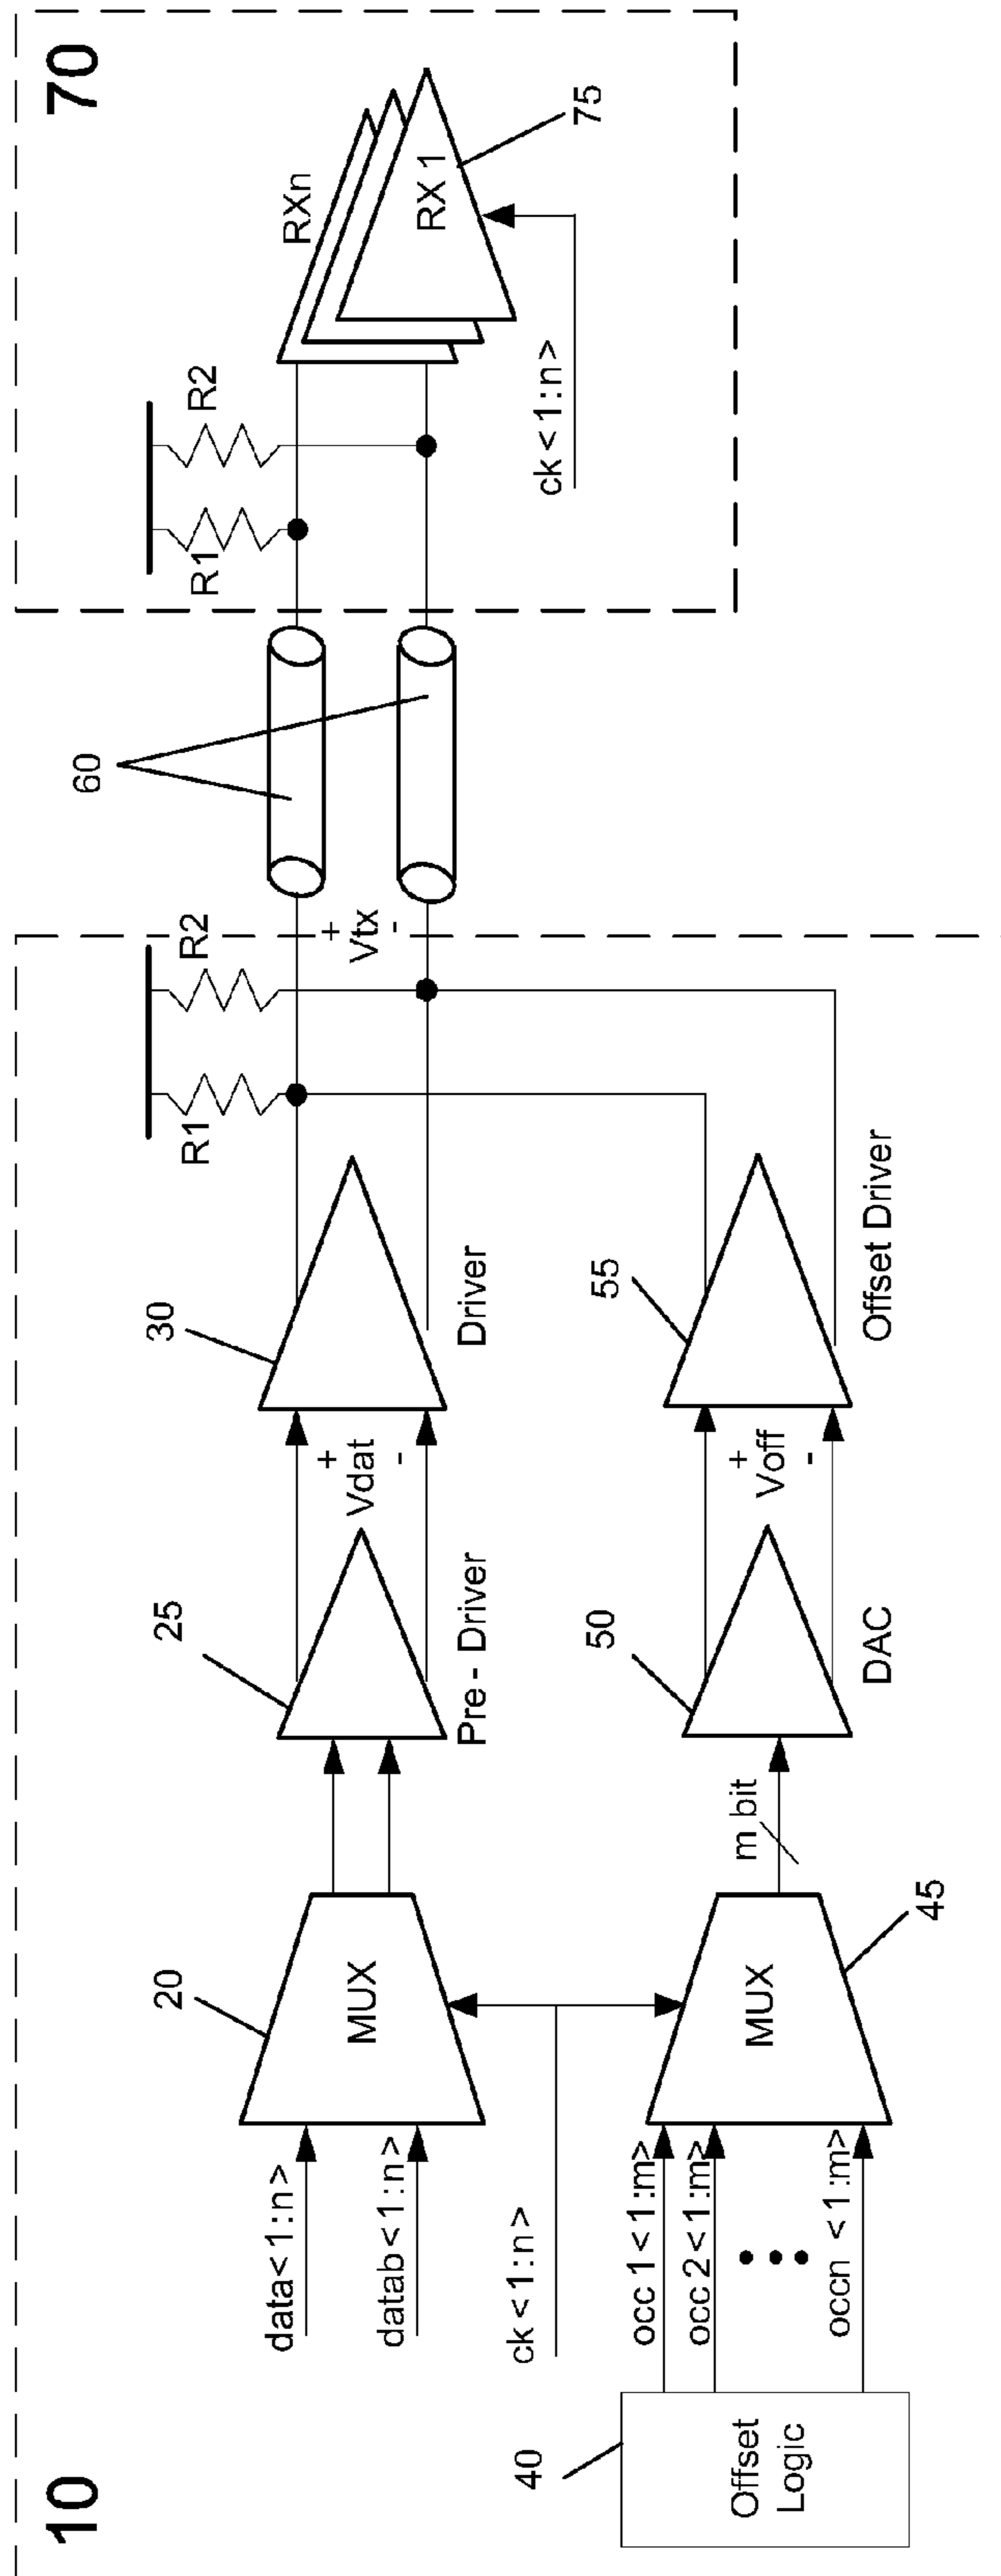 10
70
60
R1
R2
R1
R2
20
25
30
RXn
RX 1
75
data<1:n>
datab<1:n>
MUX
Pre - Driver
+
Vdat
-
Driver
+
Vtx
-
ck<1:n>
ck<1:n>
40
Offset
Logic
occ 1<1:m>
occ 2<1:m>
occn <1:m>
MUX
45
m bit
50
DAC
+
Voff
-
55
Offset Driver